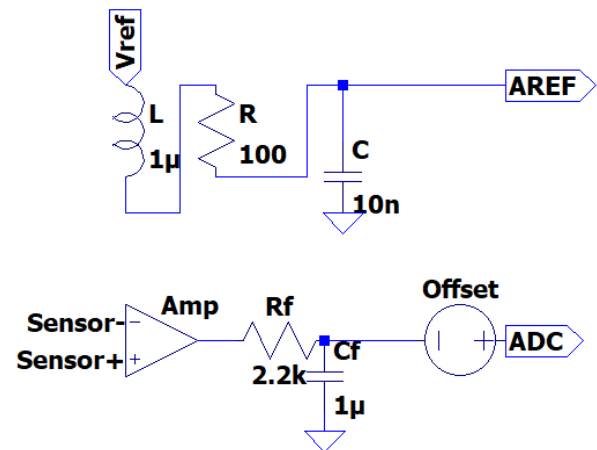 Vref
L
1µ
R
100
AREF
C
10n
Offset
Amp
Rf
Sensor-
Sensor+
Cf
2.2k
1µ
ADC